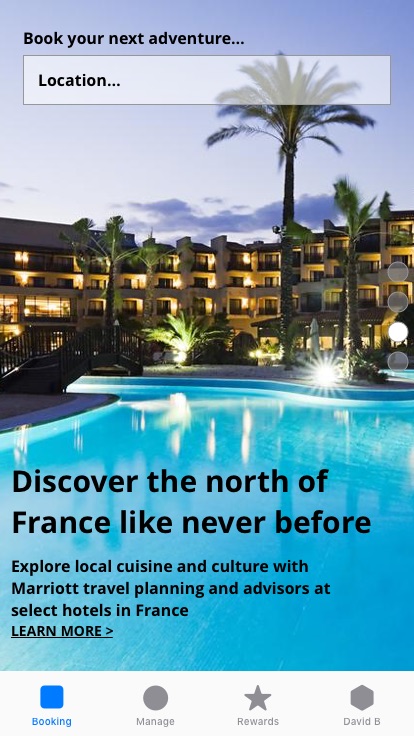 Book your next adventure...
Location...
Discover the north of
France like never before
Explore local cuisine and culture with
Marriott travel planning and advisors at
select hotels in France
LEARN MORE >
Booking
Manage
Rewards
David B